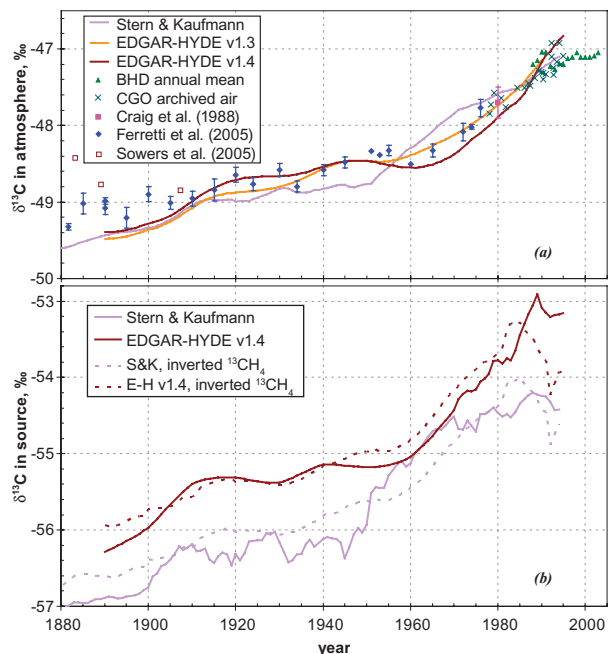 Stern & Kaufmann
EDGAR-HYDE v1.3
EDGAR-HYDE v1.4
BHD annual mean
CGO archived air
Craig et al. (1988)
Ferretti et al. (2005)
Sowers et al. (2005)
δ¹³C in atmosphere, ‰
-47
-48
-49
-50
(a)
-53
Stern & Kaufmann
EDGAR-HYDE v1.4
S&K, inverted ¹³CH₄
E-H v1.4, inverted ¹³CH₄
δ¹³C in source, ‰
-54
-55
-56
-57
(b)
1880 1900 1920 1940 1960 1980 2000
year